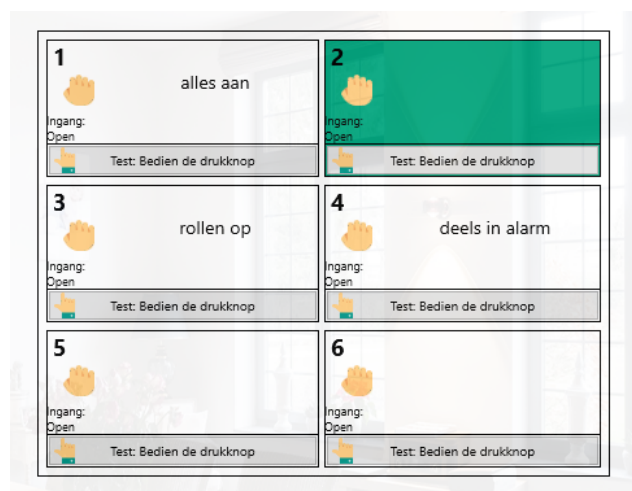 1
alles aan
Ingang:
Open
Test: Bedien de drukknop
2
Ingang:
Open
Test: Bedien de drukknop
3
rollen op
Ingang:
Open
Test: Bedien de drukknop
4
deels in alarm
Ingang:
Open
Test: Bedien de drukknop
5
Ingang:
Open
Test: Bedien de drukknop
6
Ingang:
Open
Test: Bedien de drukknop